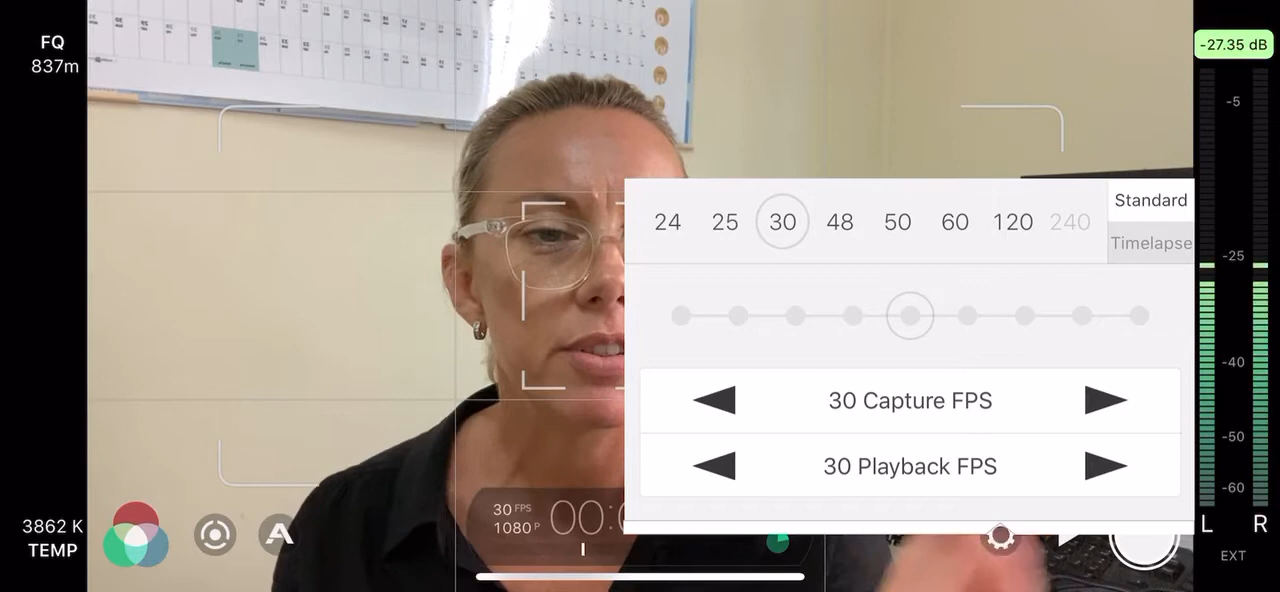 FQ
837m
-27.35 dB
-5
24 25 30 48 50 60 120 240
Standard
Timelapse
-25
-40
30 Capture FPS
-50
30 Playback FPS
-60
30 FPS
1080 P
00:
3862 K
TEMP
A
L R
EXT